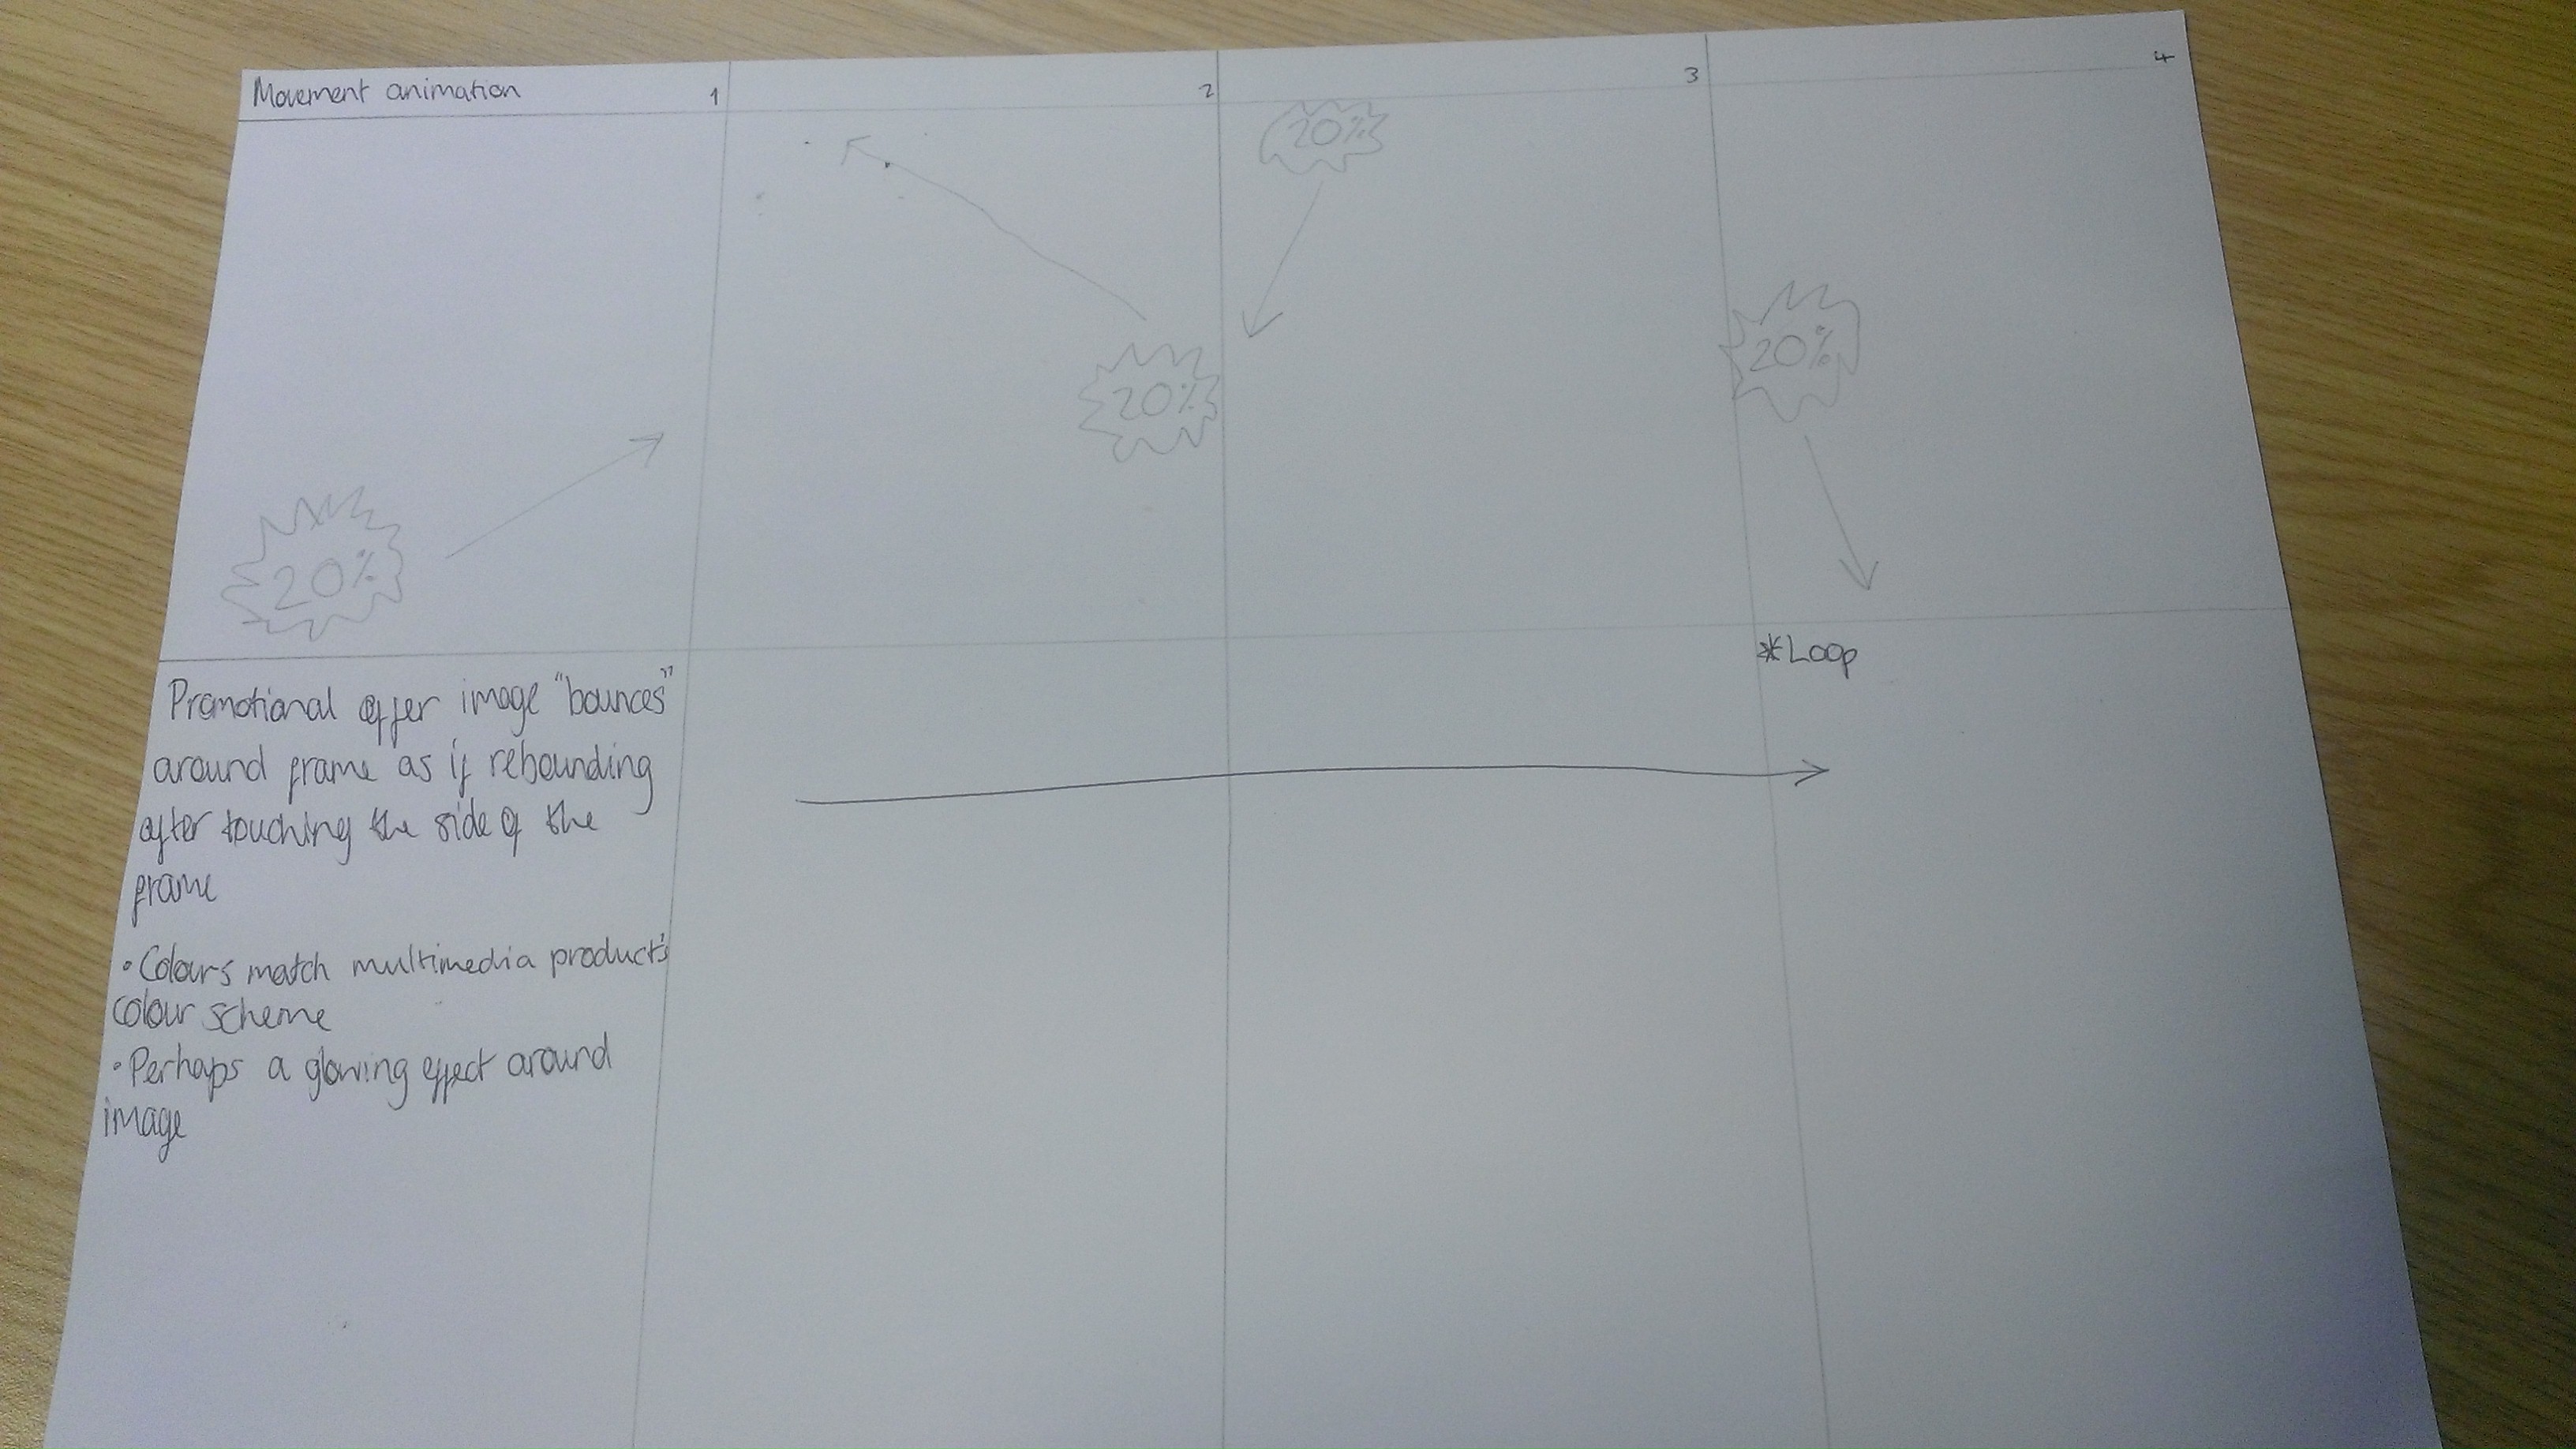 Movement animation
1
2
3
4
20%
20%
20%
20%
Promotional offer image "bounces"
around frame as if rebounding
after touching the side of the
frame
• Colours match multimedia product's
colour scheme
• Perhaps a glowing effect around
image
*Loop